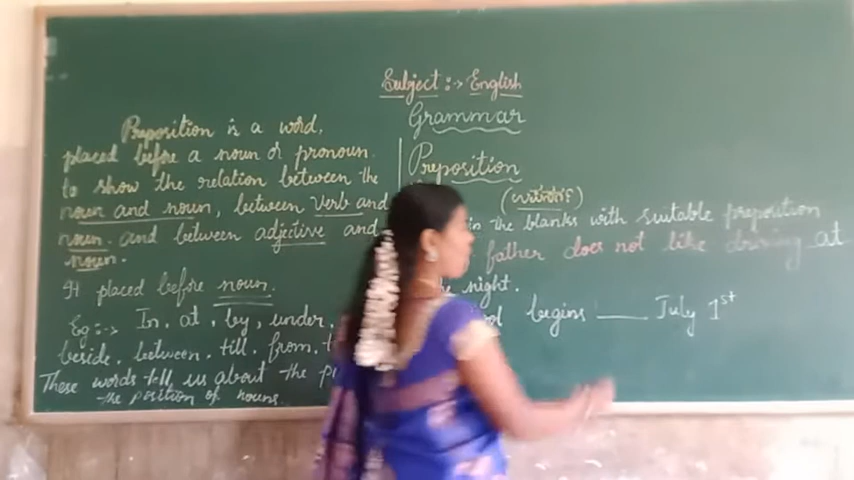 Subject :-> English
Grammar
Preposition is a word,
placed before a noun or pronoun.
to show the relation between the
noun and noun, between verb and
noun. and between adjective and
noun.
It placed before noun.
Eg :-> In, at, by, under,
beside, between, till, from,
These words tell us about the
the position of nouns.
Preposition
in the blanks with suitable preposition
father does not like driving at
night.
begins ____ July 1st